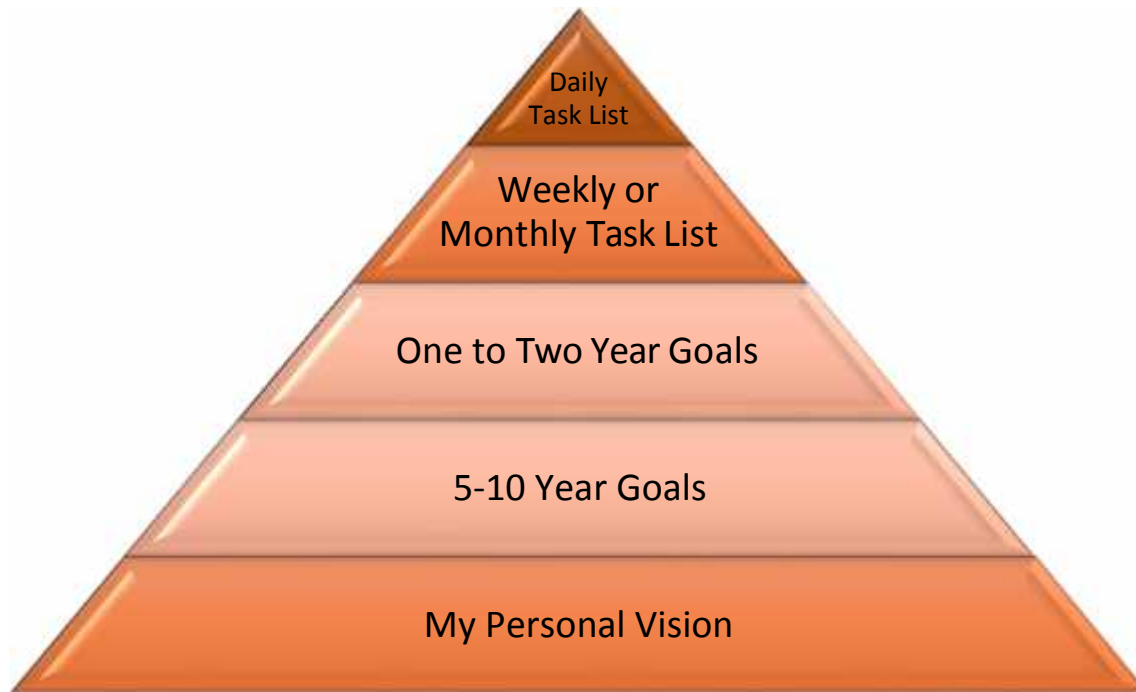 Daily
Task List
Weekly or
Monthly Task List
One to Two Year Goals
5-10 Year Goals
My Personal Vision